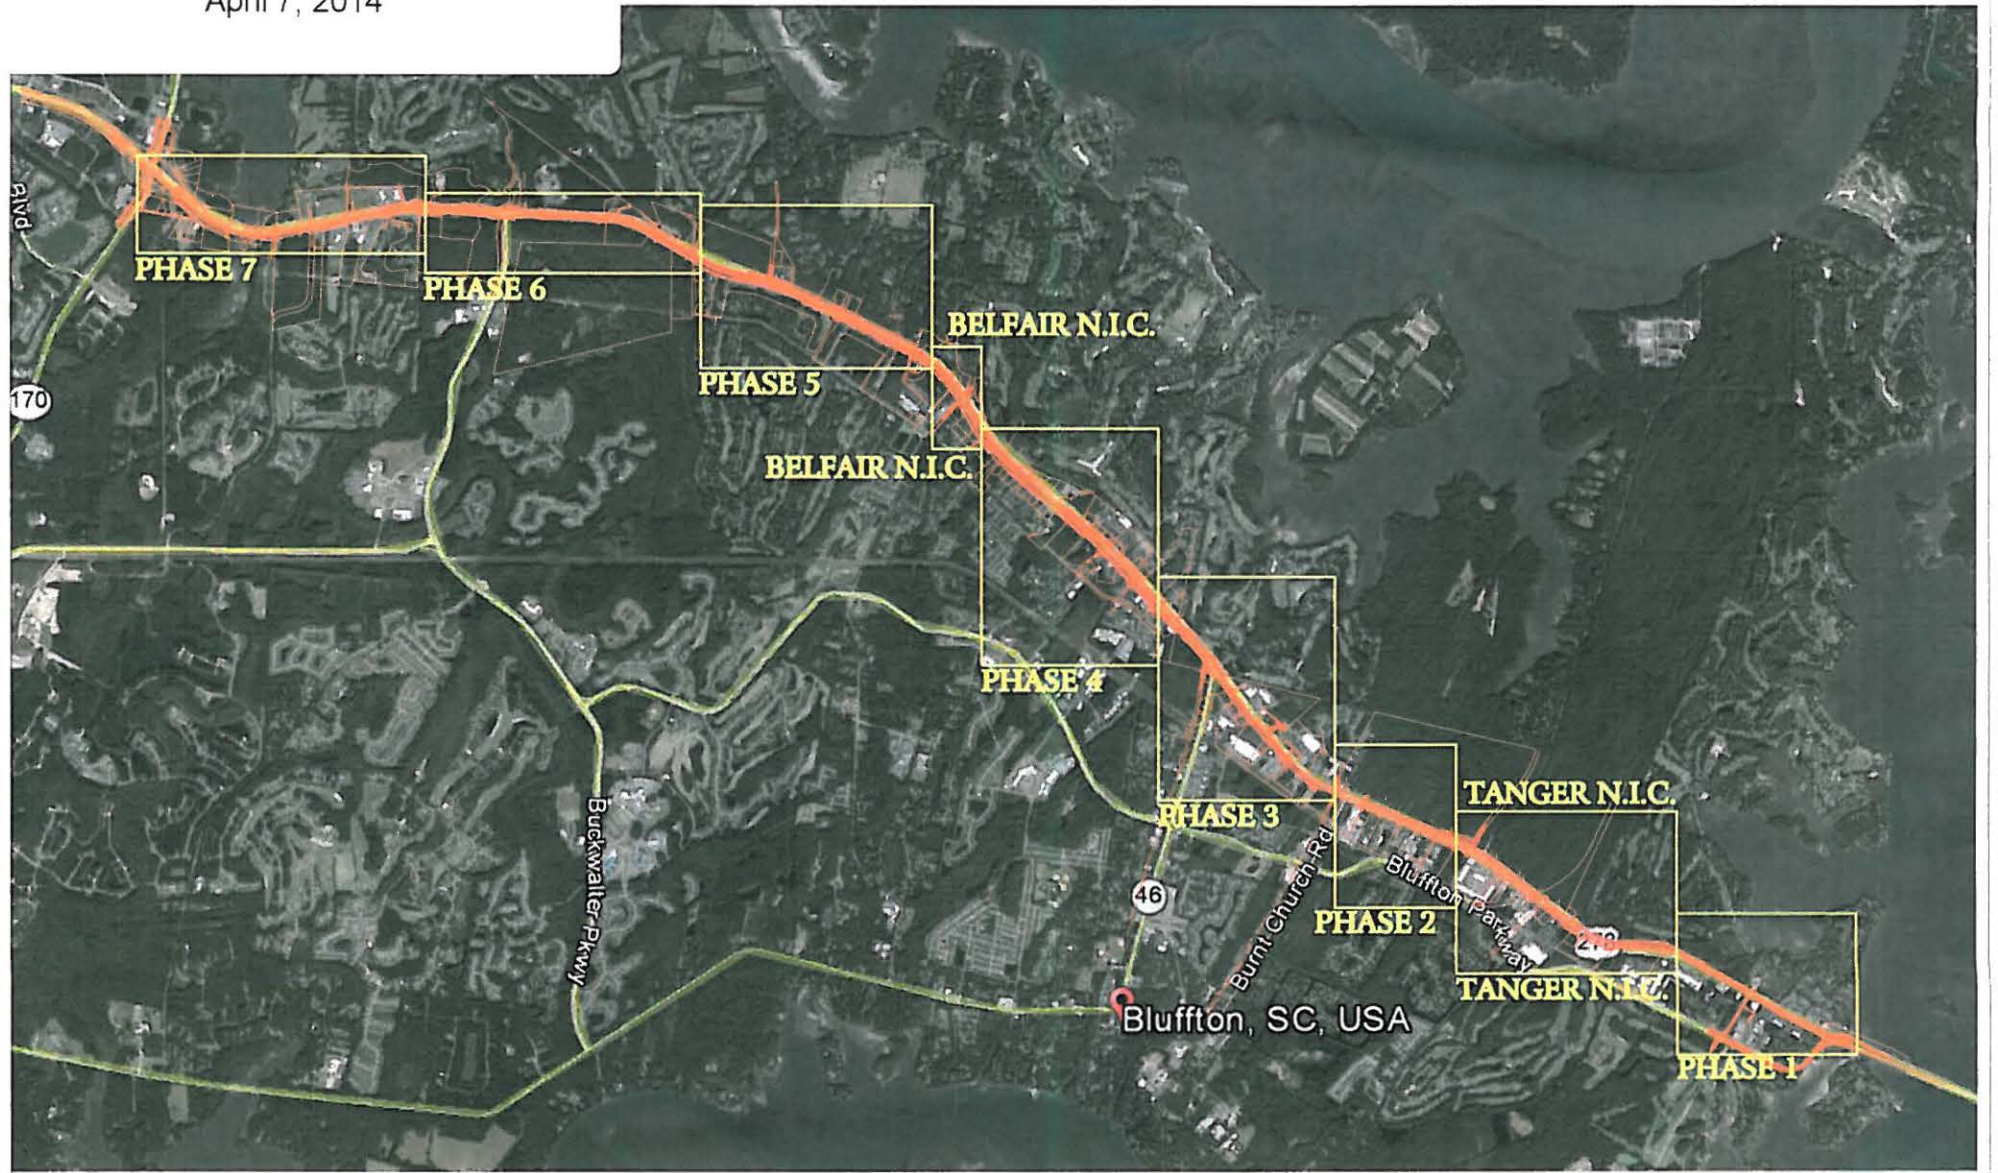 April 7, 2014
Blvd
PHASE 7
PHASE 6
BELFAIR N.I.C.
PHASE 5
170
BELFAIR N.I.C.
PHASE 4
TANGER N.I.C.
PHASE 3
Buckwalter Pkwy
Burnt Church Rd
Bluffton Parkway
46
PHASE 2
TANGER N.I.C.
Bluffton, SC, USA
PHASE 1